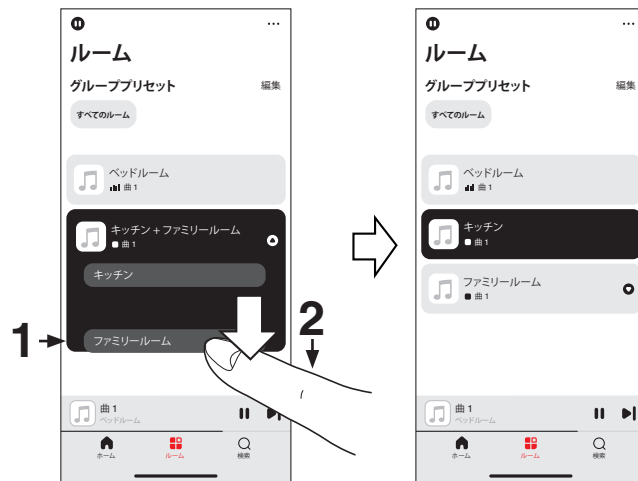 ルーム
グループプリセット
編集
すべてのルーム
ベッドルーム
曲 1
キッチン + ファミリールーム
曲 1
キッチン
ファミリールーム
1
2
曲 1
ベッドルーム
ホーム
ルーム
検索
ルーム
グループプリセット
編集
すべてのルーム
ベッドルーム
曲 1
キッチン
曲 1
ファミリールーム
曲 1
曲 1
ベッドルーム
ホーム
ルーム
検索